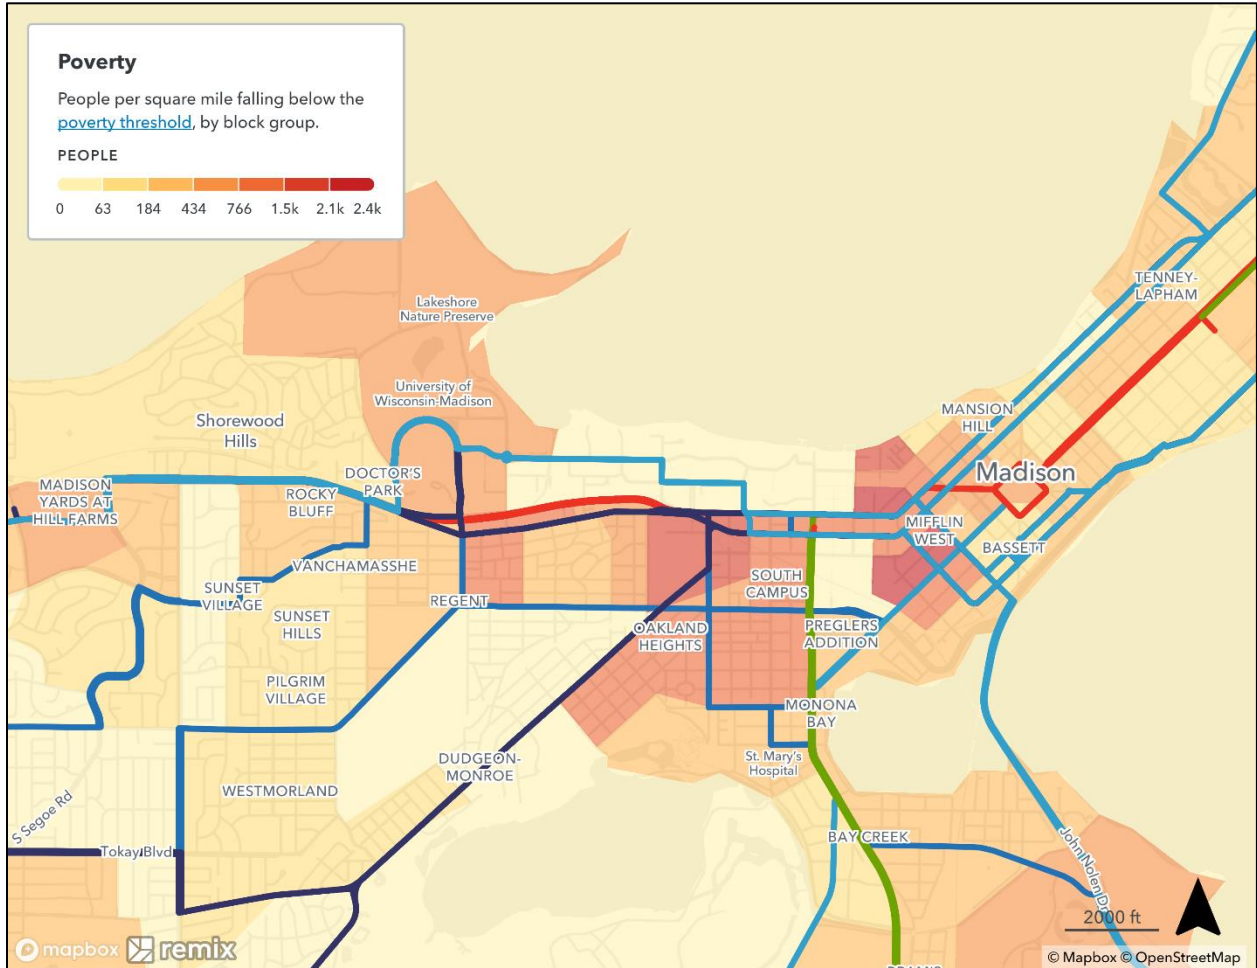 Poverty
People per square mile falling below the
poverty threshold, by block group.
PEOPLE
0 63 184 434 766 1.5k 2.1k 2.4k
TENNEY-
LAPHAM
Lakeshore
Nature Preserve
University of
Wisconsin-Madison
Shorewood
Hills
MANSION
HILL
Madison
DOCTOR'S
PARK
MADISON
YARDS AT
HILL FARMS
ROCKY
BLUFF
MIFFLIN
WEST
BASSETT
VANCHAMASSHE
SUNSET
VILLAGE
REGENT
SOUTH
CAMPUS
SUNSET
HILLS
OAKLAND
HEIGHTS
PREGLERS
ADDITION
PILGRIM
VILLAGE
MONONA
BAY
DUDGEON-
MONROE
St. Mary's
Hospital
WESTMORLAND
S Segoe Rd
BAY CREEK
Tokay Blvd
John Nolen Dr
2000 ft
mapbox remix
© Mapbox © OpenStreetMap